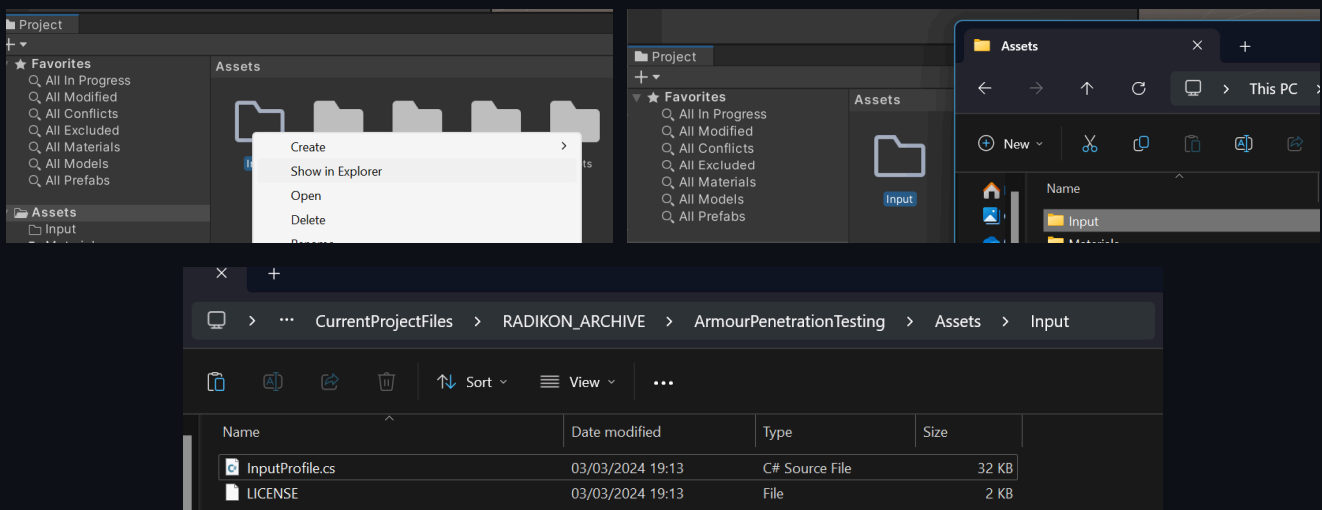 Project
Favorites
All In Progress
All Modified
All Conflicts
All Excluded
All Materials
All Models
All Prefabs
Assets
Input
Assets
Create
Show in Explorer
Open
Delete
Project
Favorites
All In Progress
All Modified
All Conflicts
All Excluded
All Materials
All Models
All Prefabs
Assets
Input
Assets
This PC
New
Name
Input
Materials
CurrentProjectFiles RADIKON_ARCHIVE ArmourPenetrationTesting Assets Input
Sort View
Name Date modified Type Size
InputProfile.cs 03/03/2024 19:13 C# Source File 32 KB
LICENSE 03/03/2024 19:13 File 2 KB